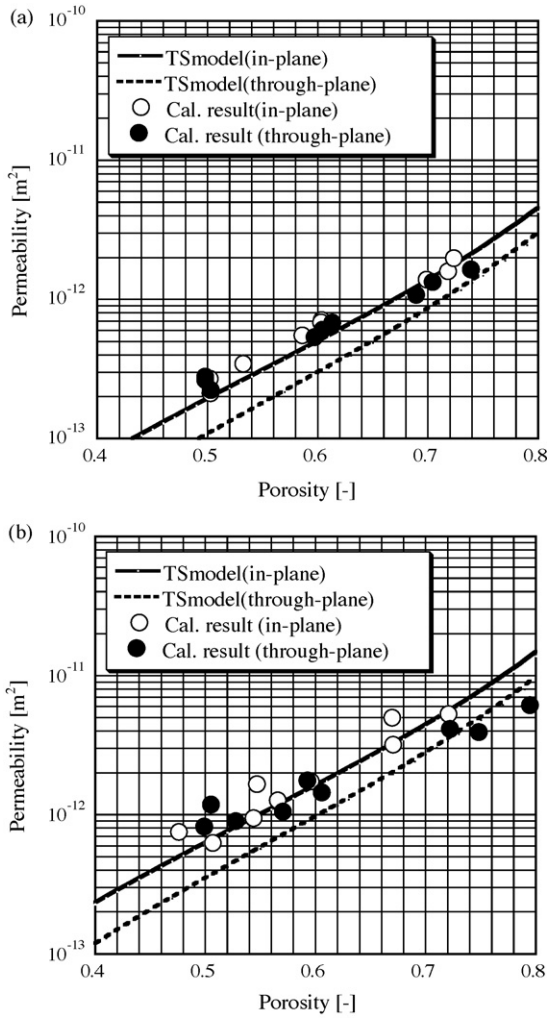 (a)
10⁻¹⁰
TSmodel(in-plane)
TSmodel(through-plane)
Cal. result(in-plane)
Cal. result (through-plane)
10⁻¹¹
Permeability [m²]
10⁻¹²
10⁻¹³
0.4 0.5 0.6 0.7 0.8
Porosity [-]
(b)
10⁻¹⁰
TSmodel(in-plane)
TSmodel(through-plane)
Cal. result (in-plane)
Cal. result (through-plane)
10⁻¹¹
Permeability [m²]
10⁻¹²
10⁻¹³
0.4 0.5 0.6 0.7 0.8
Porosity [-]